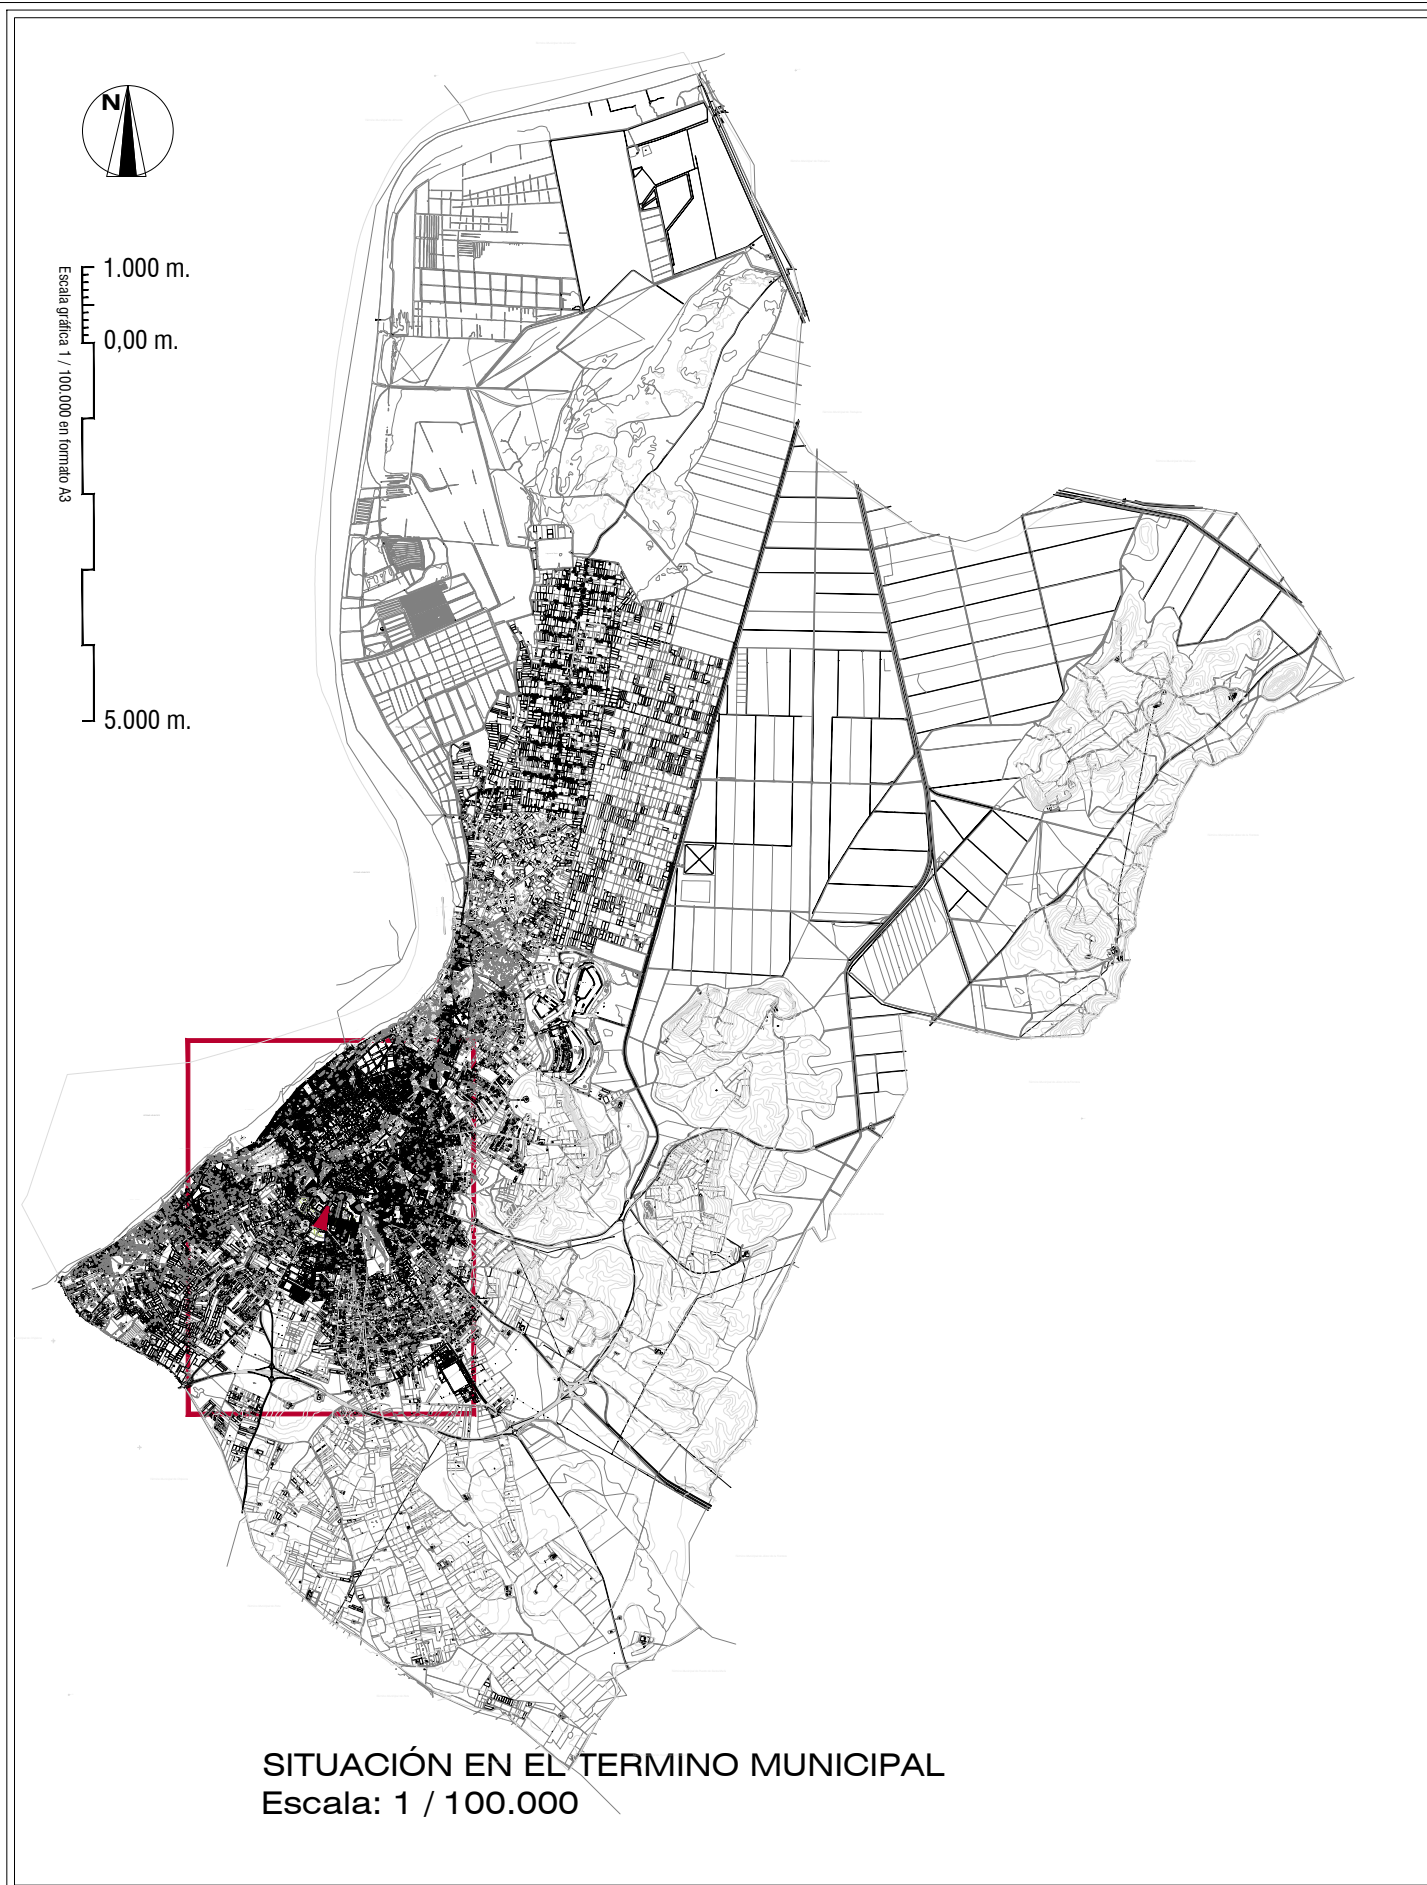 N
1.000 m.
0,00 m.
Escala gráfica 1 / 100.000 en formato A3
5.000 m.
SITUACIÓN EN EL TERMINO MUNICIPAL
Escala: 1 / 100.000